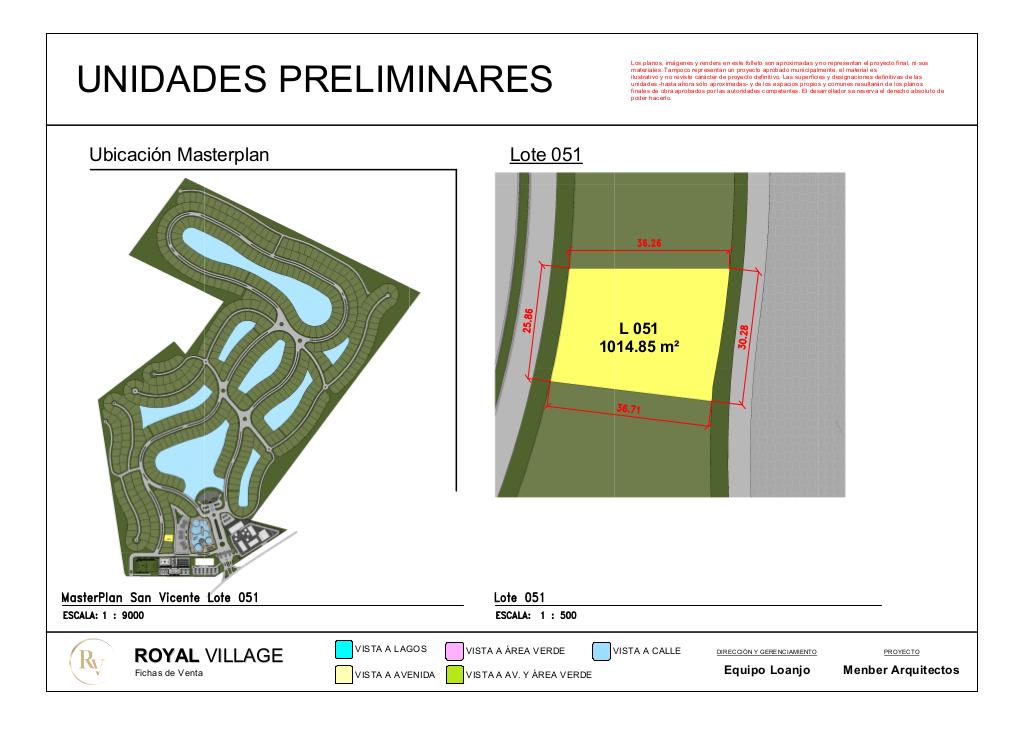 UNIDADES PRELIMINARES
Los planos, imágenes y renders en este folleto son aproximadas y no representan el proyecto final, ni sus
materiales. Tampoco representan un proyecto aprobado municipalmente, el material es
ilustrativo y no reviste carácter de proyecto definitivo. Las superficies y designaciones definitivas de las
unidades -hasta ahora sólo aproximadas- y de los espacios propios y comunes resultarán de los planos
finales de obra aprobados por las autoridades competentes. El desarrollador se reserva el derecho absoluto de
poder hacerlo.
Ubicación Masterplan
Lote 051
36.26
25.86
L 051
1014.85 m²
30.28
36.71
MasterPlan San Vicente Lote 051
ESCALA: 1 : 9000
Lote 051
ESCALA: 1 : 500
RV
ROYAL VILLAGE
Fichas de Venta
VISTA A LAGOS
VISTA A ÁREA VERDE
VISTA A CALLE
VISTA A AVENIDA
VISTA A AV. Y ÁREA VERDE
DIRECCIÓN Y GERENCIAMIENTO
Equipo Loanjo
PROYECTO
Menber Arquitectos